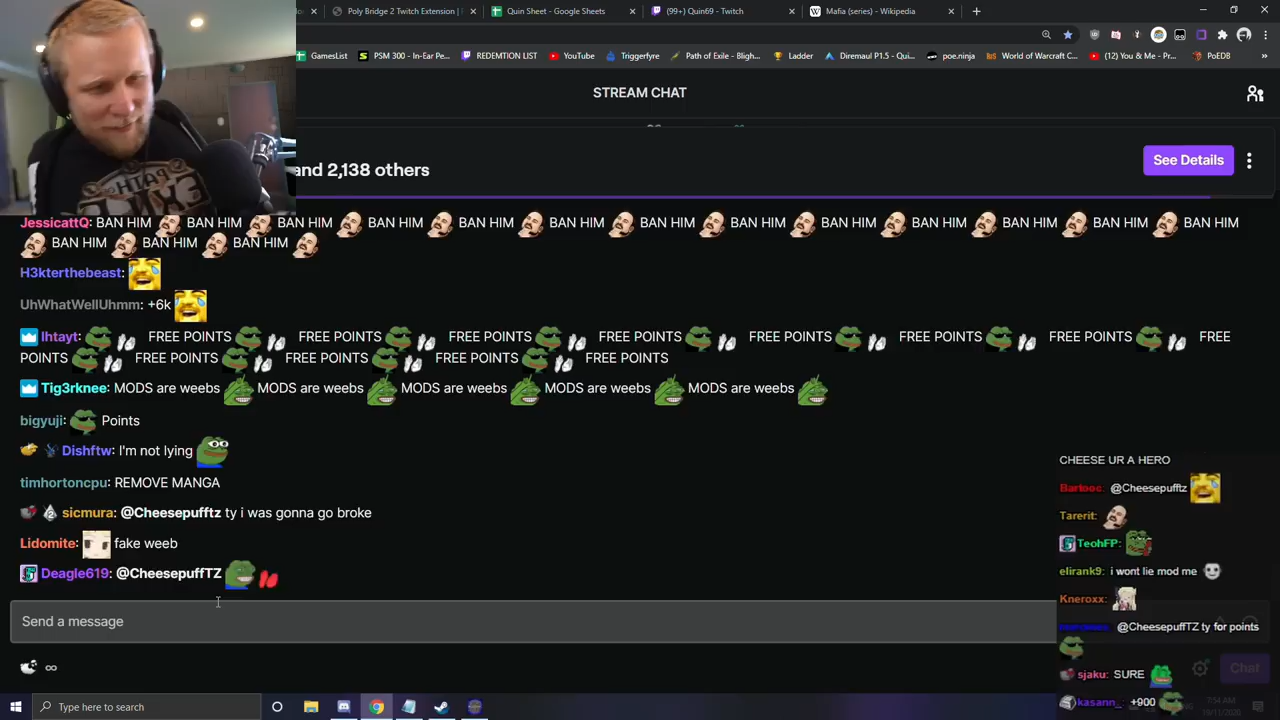 Poly Bridge 2 Twitch Extension |
Quin Sheet - Google Sheets
(99+) Quin69 - Twitch
Mafia (series) - Wikipedia
GamesList
PSM 300 - In-Ear Pe...
REDEMTION LIST
YouTube
Triggerfyre
Path of Exile - Bligh...
Ladder
Diremaul P1.5 - Qui...
poe.ninja
World of Warcraft C...
(12) You & Me - Pr...
PoEDB
STREAM CHAT
and 2,138 others
See Details
JessicattQ: BAN HIM BAN HIM BAN HIM BAN HIM BAN HIM BAN HIM BAN HIM BAN HIM BAN HIM BAN HIM BAN HIM BAN HIM BAN HIM
BAN HIM BAN HIM BAN HIM
H3kterthebeast:
UhWhatWellUhmm: +6k
lhtayt: FREE POINTS FREE POINTS FREE POINTS FREE POINTS FREE POINTS FREE POINTS FREE POINTS FREE
POINTS FREE POINTS FREE POINTS FREE POINTS FREE POINTS
Tig3rknee: MODS are weebs MODS are weebs MODS are weebs MODS are weebs MODS are weebs
bigyuji: Points
Dishftw: I'm not lying
timhortoncpu: REMOVE MANGA
sicmura: @Cheesepufftz ty i was gonna go broke
Lidomite: fake weeb
Deagle619: @CheesepuffTZ
Send a message
∞
CHEESE UR A HERO
Bartooc: @Cheesepufftz
Tarerit:
TeohFP:
elirank9: i wont lie mod me
Kneroxx:
@CheesepuffTZ ty for points
sjaku: SURE
Chat
kasann_: +900
Type here to search
7:54 AM